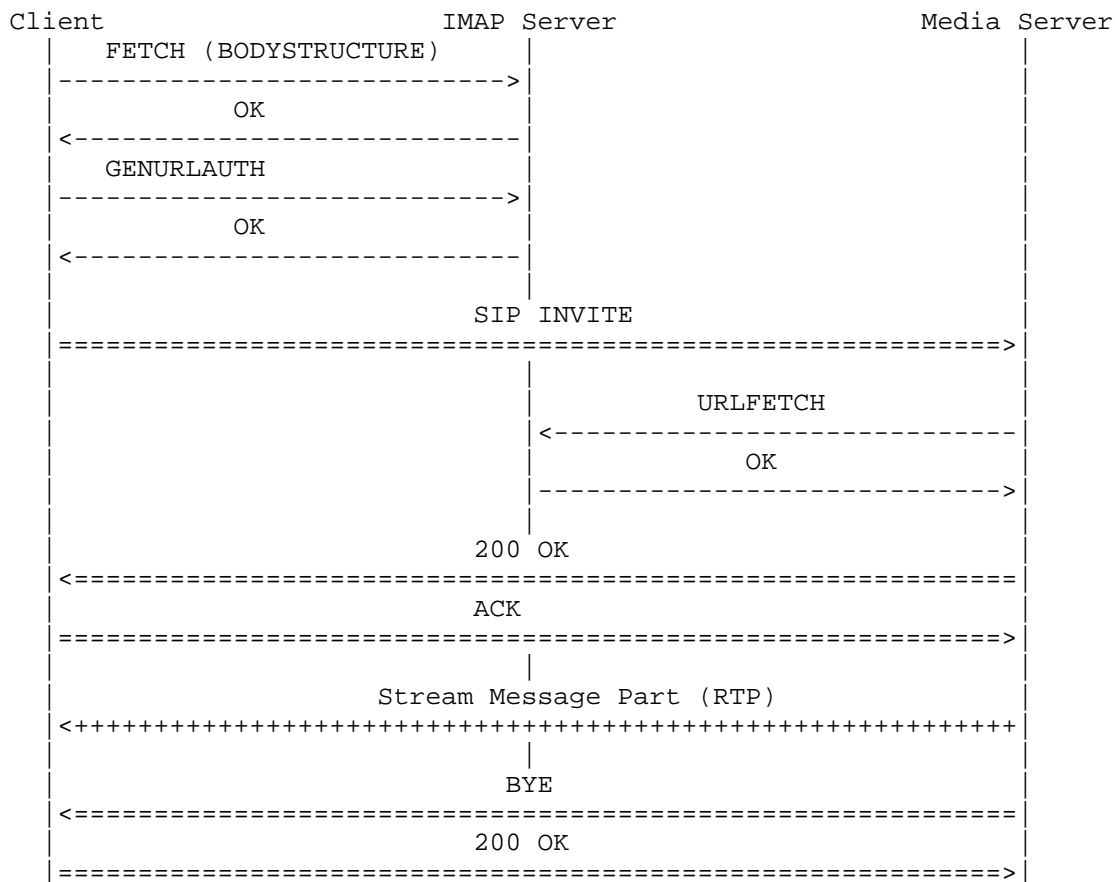 Client IMAP Server Media Server
FETCH (BODYSTRUCTURE)
OK
GENURLAUTH
OK
SIP INVITE
URLFETCH
OK
200 OK
ACK
Stream Message Part (RTP)
BYE
200 OK